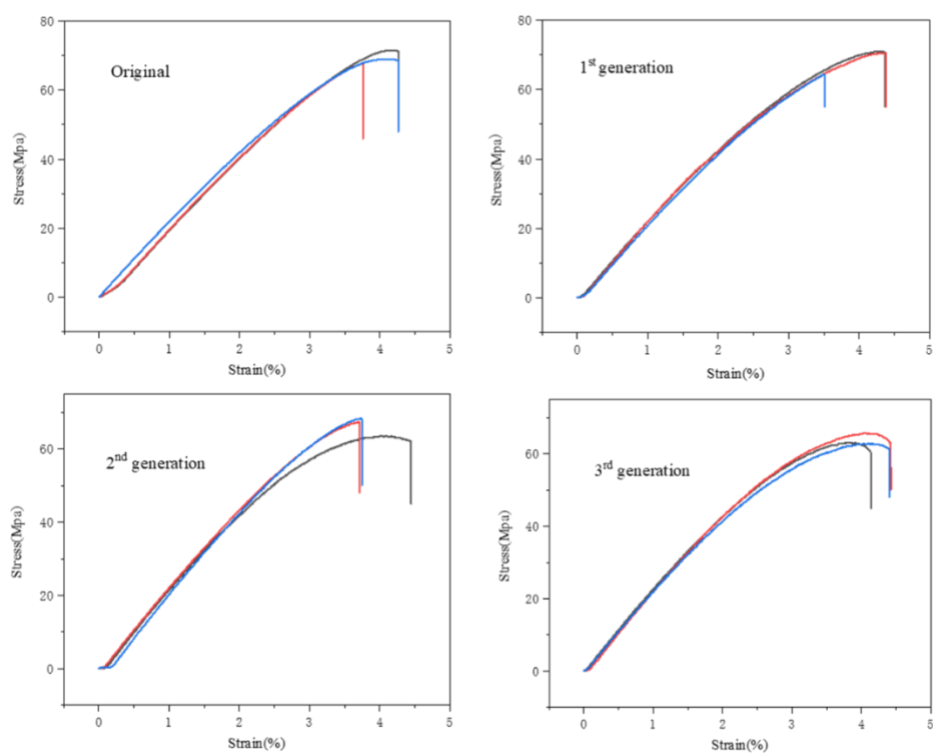 80
60
40
20
0
Stress(Mpa)
Original
0 1 2 3 4 5
Strain(%)
80
60
40
20
0
Stress(Mpa)
1st generation
0 1 2 3 4 5
Strain(%)
60
40
20
0
Stress(Mpa)
2nd generation
0 1 2 3 4 5
Strain(%)
60
40
20
0
Stress(Mpa)
3rd generation
0 1 2 3 4 5
Strain(%)